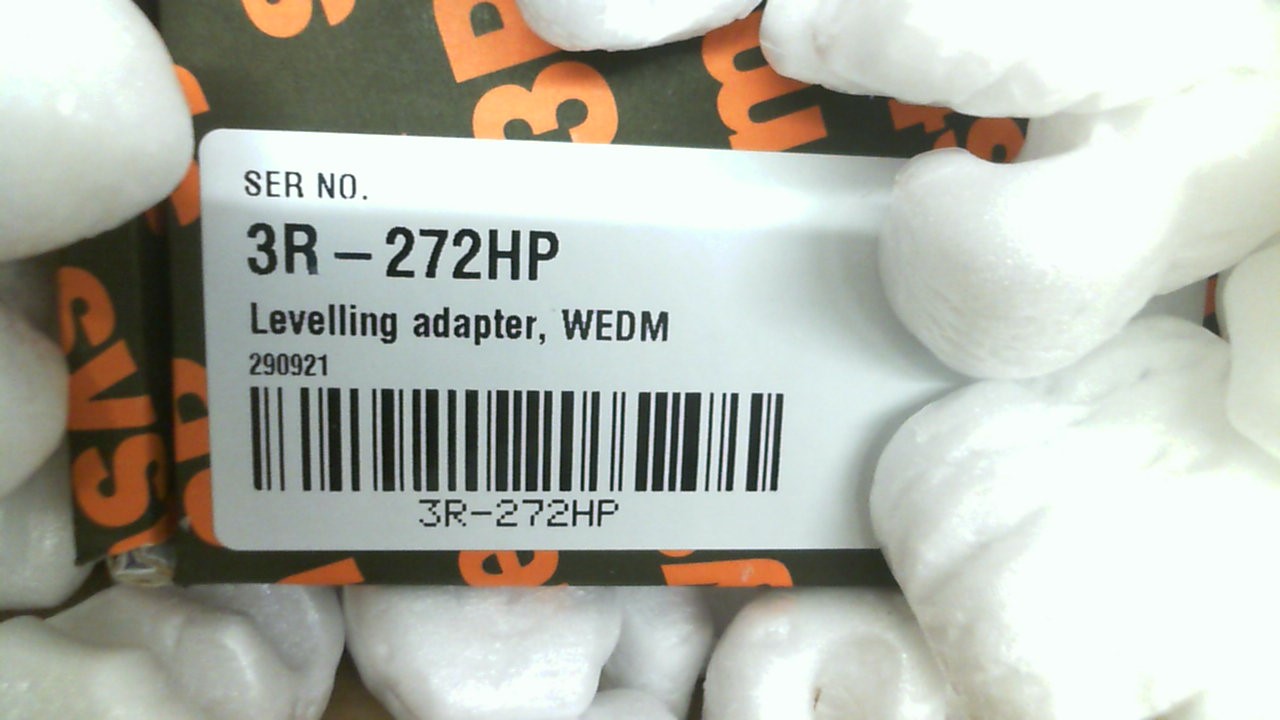 SER NO.
3R – 272HP
Levelling adapter, WEDM
290921
3R-272HP